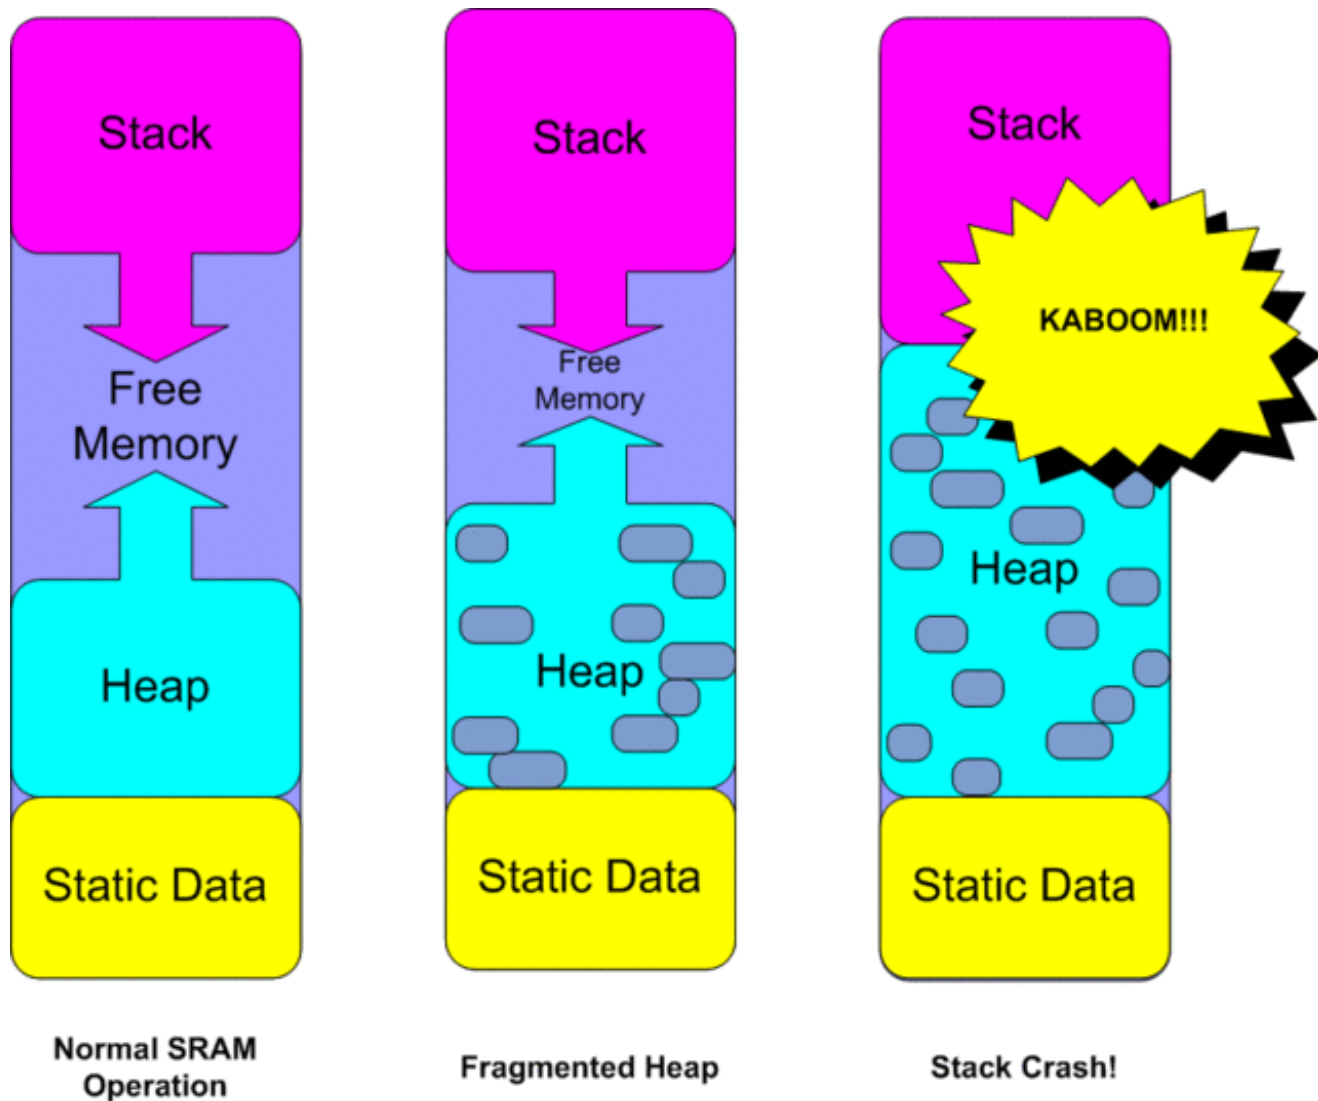 Stack
Free
Memory
Heap
Static Data
Normal SRAM
Operation
Stack
Free
Memory
Heap
Static Data
Fragmented Heap
Stack
KABOOM!!!
Heap
Static Data
Stack Crash!